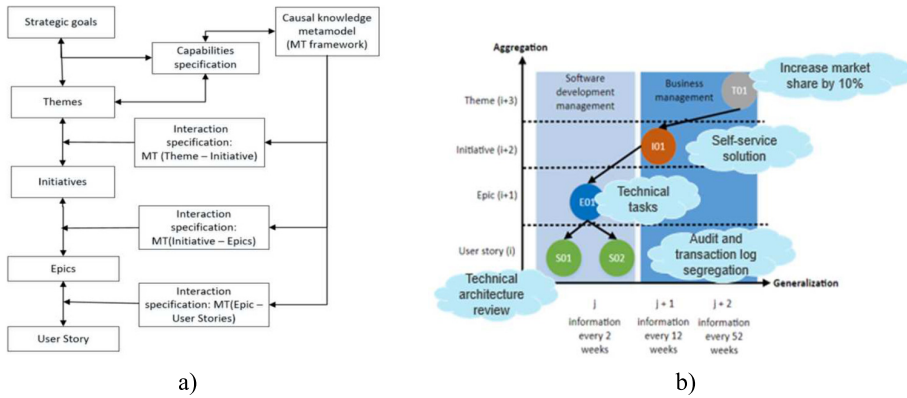 Strategic goals
Causal knowledge
metamodel
(MT framework)
Capabilities
specification
Themes
Interaction
specification:
MT (Theme – Initiative)
Initiatives
Interaction
specification:
MT(Initiative – Epics)
Epics
Interaction
specification: MT(Epic –
User Stories)
User Story
a)
Aggregation
Software
development
management
Business
management
Increase market
share by 10%
Theme (i+3)
T01
Initiative (i+2)
I01
Self-service
solution
Epic (i+1)
E01
Technical
tasks
User story (i)
S01
S02
Audit and
transaction log
segregation
Generalization
Technical
architecture
review
j
j + 1
j + 2
information
every 2
weeks
information
every 12
weeks
information
every 52
weeks
b)